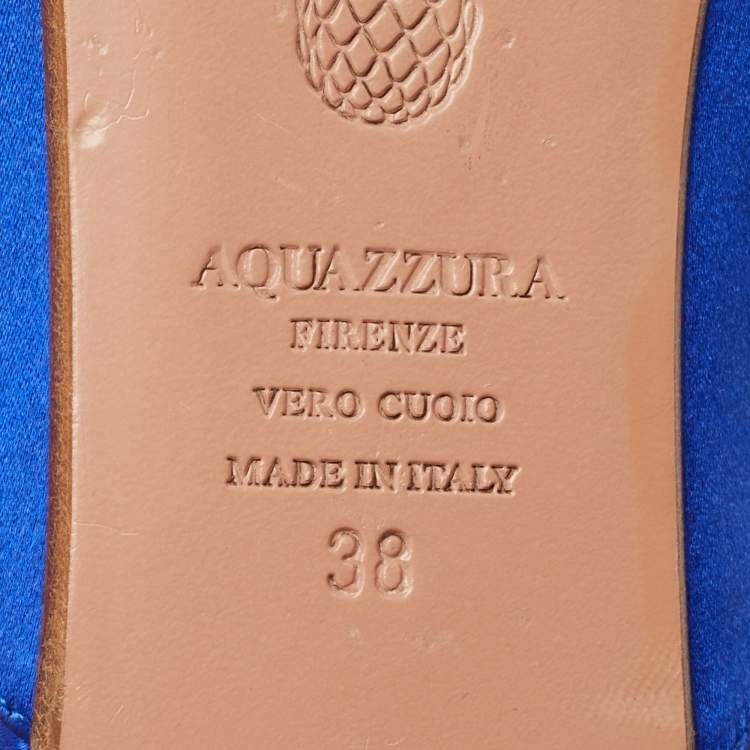 AQUAZZURA
FIRENZE
VERO CUOIO
MADE IN ITALY
38